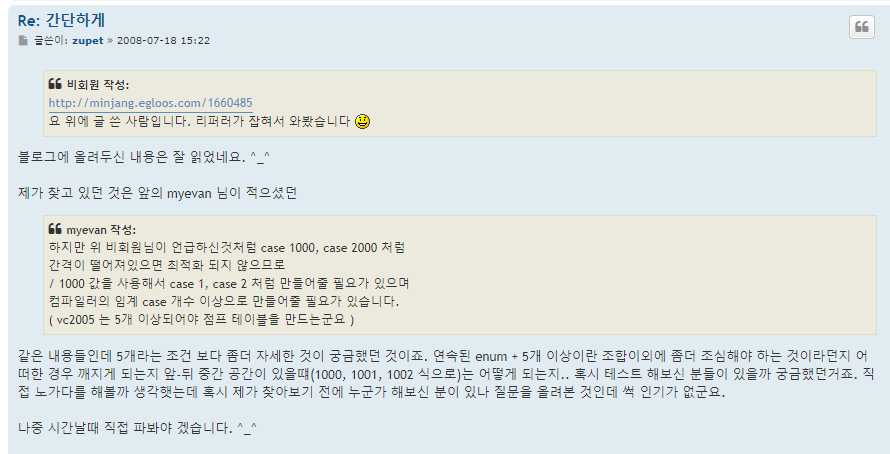 Re: 간단하게
글쓴이: zupet » 2008-07-18 15:22
비회원 작성:
http://minjang.egloos.com/1660485
요 위에 글 쓴 사람입니다. 리퍼러가 잡혀서 와봤습니다
블로그에 올려두신 내용은 잘 읽었네요. ^_^
제가 찾고 있던 것은 앞의 myevan 님이 적으셨던
myevan 작성:
하지만 위 비회원님이 언급하신것처럼 case 1000, case 2000 처럼
간격이 떨어져있으면 최적화 되지 않으므로
/ 1000 값을 사용해서 case 1, case 2 처럼 만들어줄 필요가 있으며
컴파일러의 임계 case 개수 이상으로 만들어줄 필요가 있습니다.
( vc2005 는 5개 이상되어야 점프 테이블을 만드는군요 )
같은 내용들인데 5개라는 조건 보다 좀더 자세한 것이 궁금했던 것이죠. 연속된 enum + 5개 이상이란 조합이외에 좀더 조심해야 하는 것이라던지 어
떠한 경우 깨지게 되는지 앞-뒤 중간 공간이 있을떄(1000, 1001, 1002 식으로)는 어떻게 되는지.. 혹시 테스트 해보신 분들이 있을까 궁금했던거죠. 직
접 노가다를 해볼까 생각햇는데 혹시 제가 찾아보기 전에 누군가 해보신 분이 있나 질문을 올려본 것인데 썩 인기가 없군요.
나중 시간날때 직접 파봐야 겠습니다. ^_^